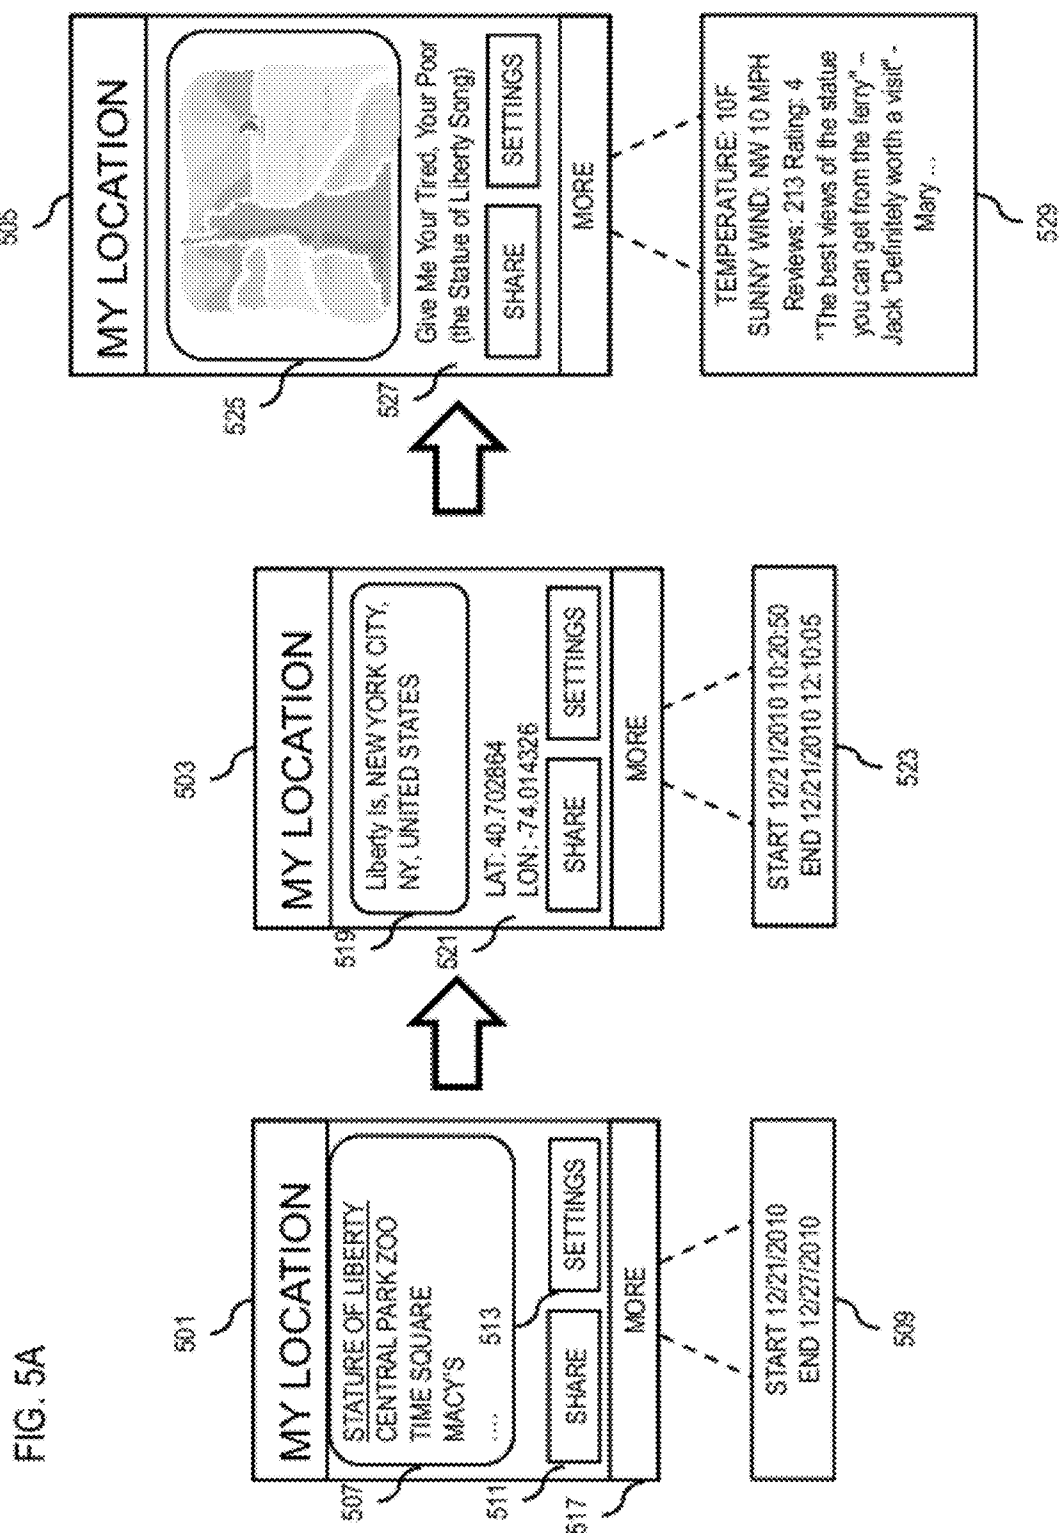 FIG. 5A
501
MY LOCATION
507
STATURE OF LIBERTY
CENTRAL PARK ZOO
TIME SQUARE
MACY'S
....
513
511
SHARE
SETTINGS
517
MORE
START 12/21/2010
END 12/27/2010
509
503
MY LOCATION
519
Liberty Is, NEW YORK CITY,
NY, UNITED STATES
521
LAT: 40.702864
LON: -74.014326
SHARE
SETTINGS
MORE
START 12/21/2010 10:20:50
END 12/21/2010 12:10:05
523
505
MY LOCATION
525
527
Give Me Your Tired, Your Poor
(the Statue of Liberty Song)
SHARE
SETTINGS
MORE
TEMPERATURE: 10F
SUNNY WIND: NW 10 MPH
Reviews: 213 Rating: 4
"The best views of the statue
you can get from the ferry" –
Jack "Definitely worth a visit" -
Mary ...
529